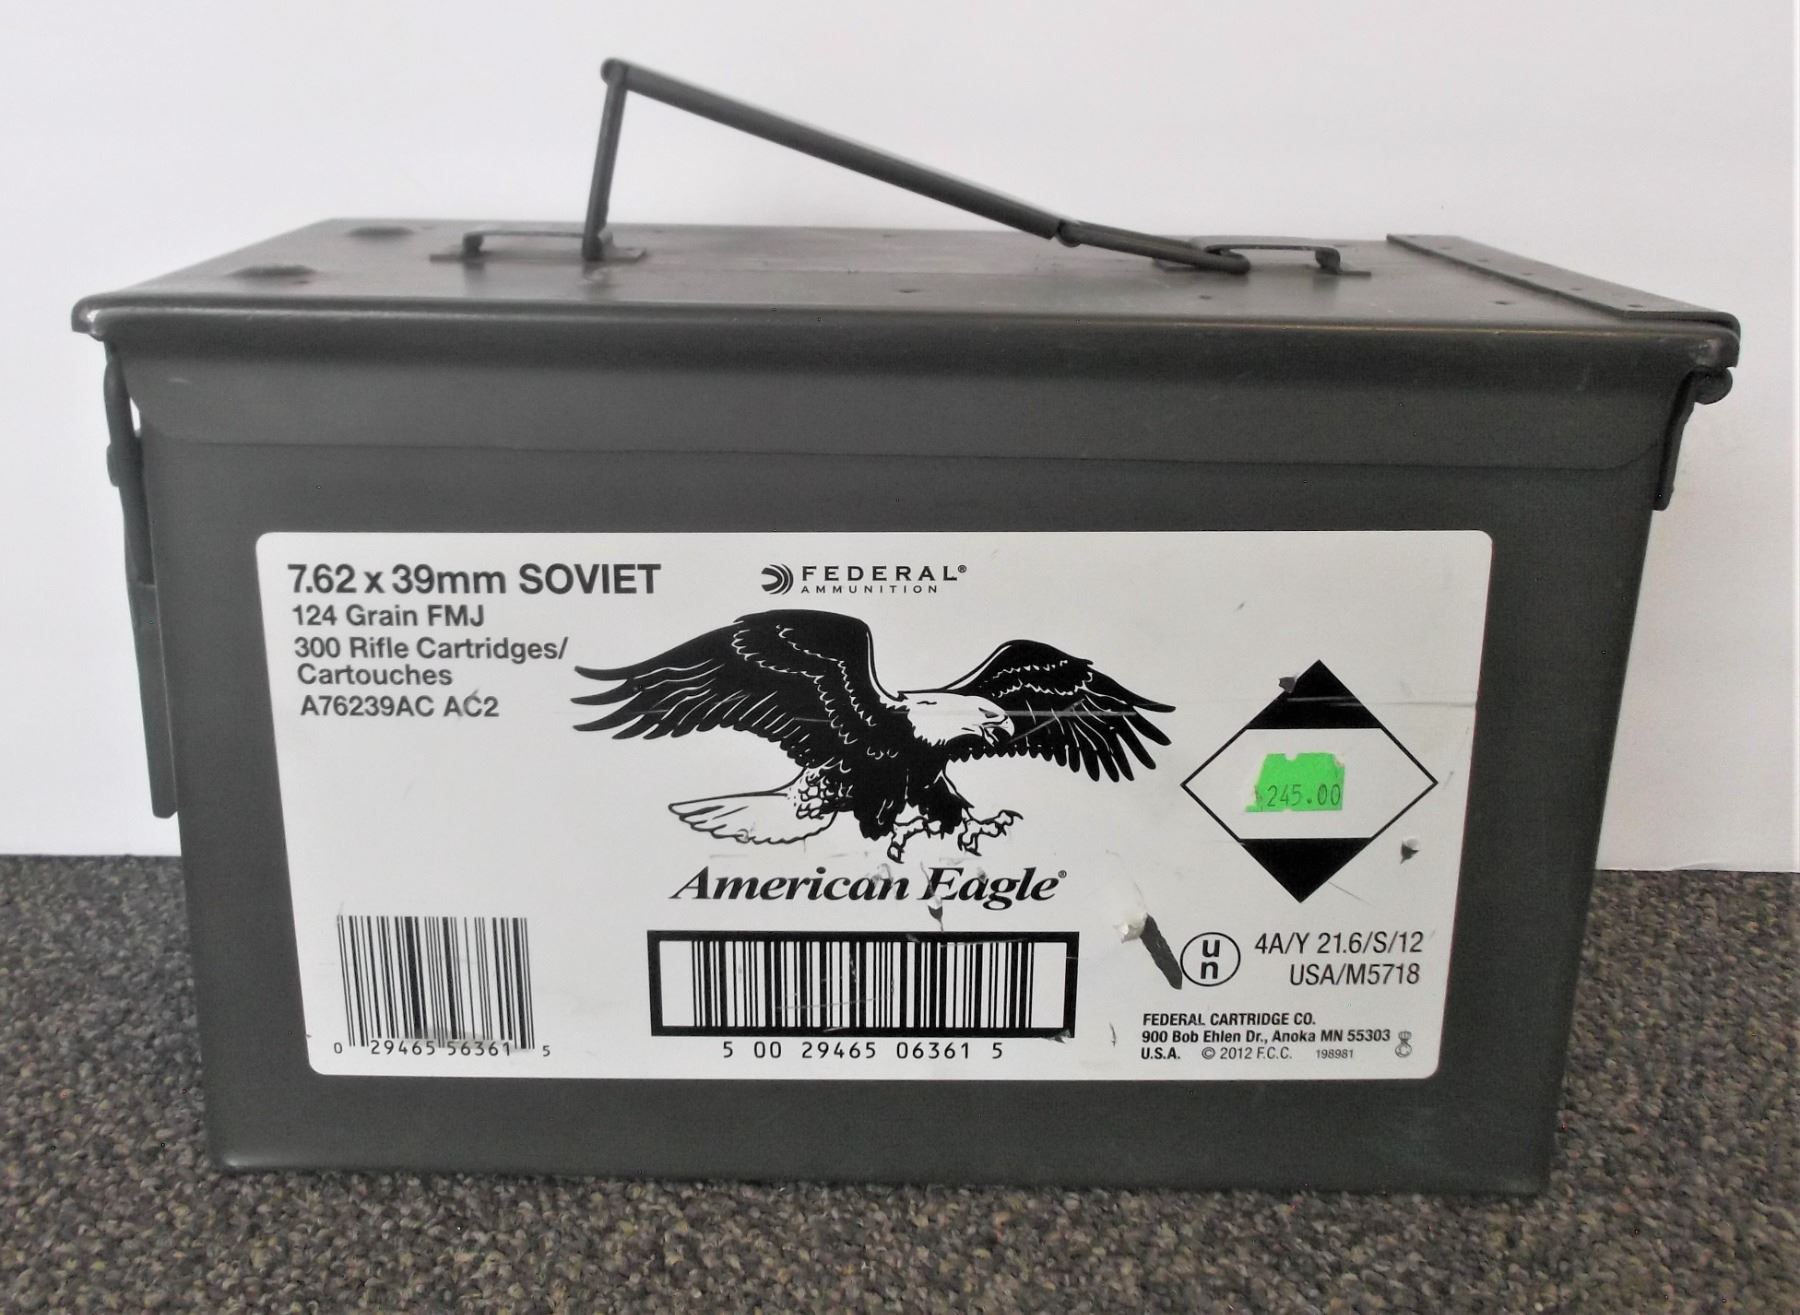 7.62 x 39mm SOVIET
124 Grain FMJ
300 Rifle Cartridges/
Cartouches
A76239AC AC2
FEDERAL®
AMMUNITION
American Eagle®
245.00
0 29465 56361 5
5 00 29465 06361 5
un
4A/Y 21.6/S/12
USA/M5718
FEDERAL CARTRIDGE CO.
900 Bob Ehlen Dr., Anoka MN 55303
U.S.A. © 2012 F.C.C. 198981